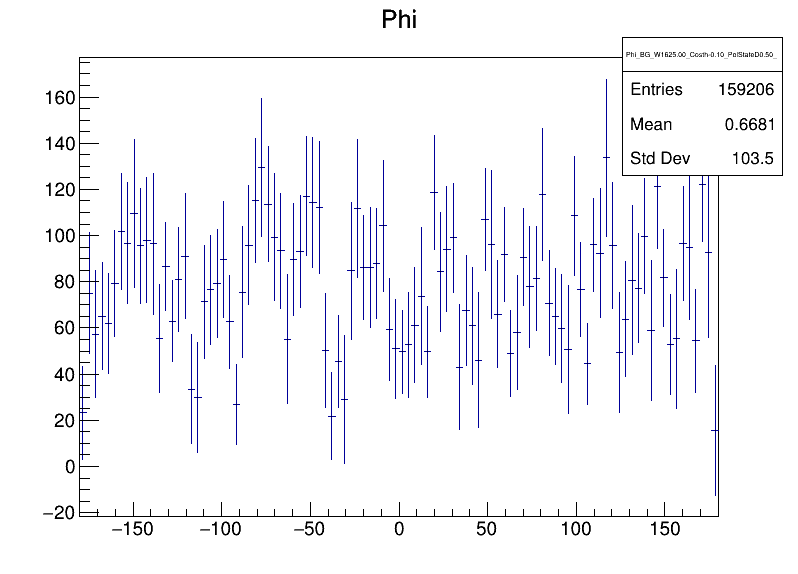 Phi
Phi_BG_W1625.00_Costh-0.10_PolStateD0.50_
Entries 159206
Mean 0.6681
Std Dev 103.5
160
140
120
100
80
60
40
20
0
−20
−150 −100 −50 0 50 100 150